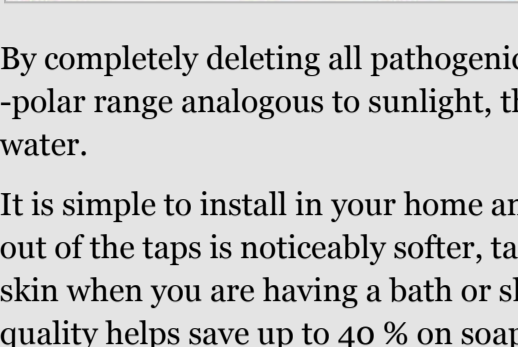 By completely deleting all pathogenic
-polar range analogous to sunlight, th
water.
It is simple to install in your home an
out of the taps is noticeably softer, ta
skin when you are having a bath or sh
quality helps save up to 40 % on soap